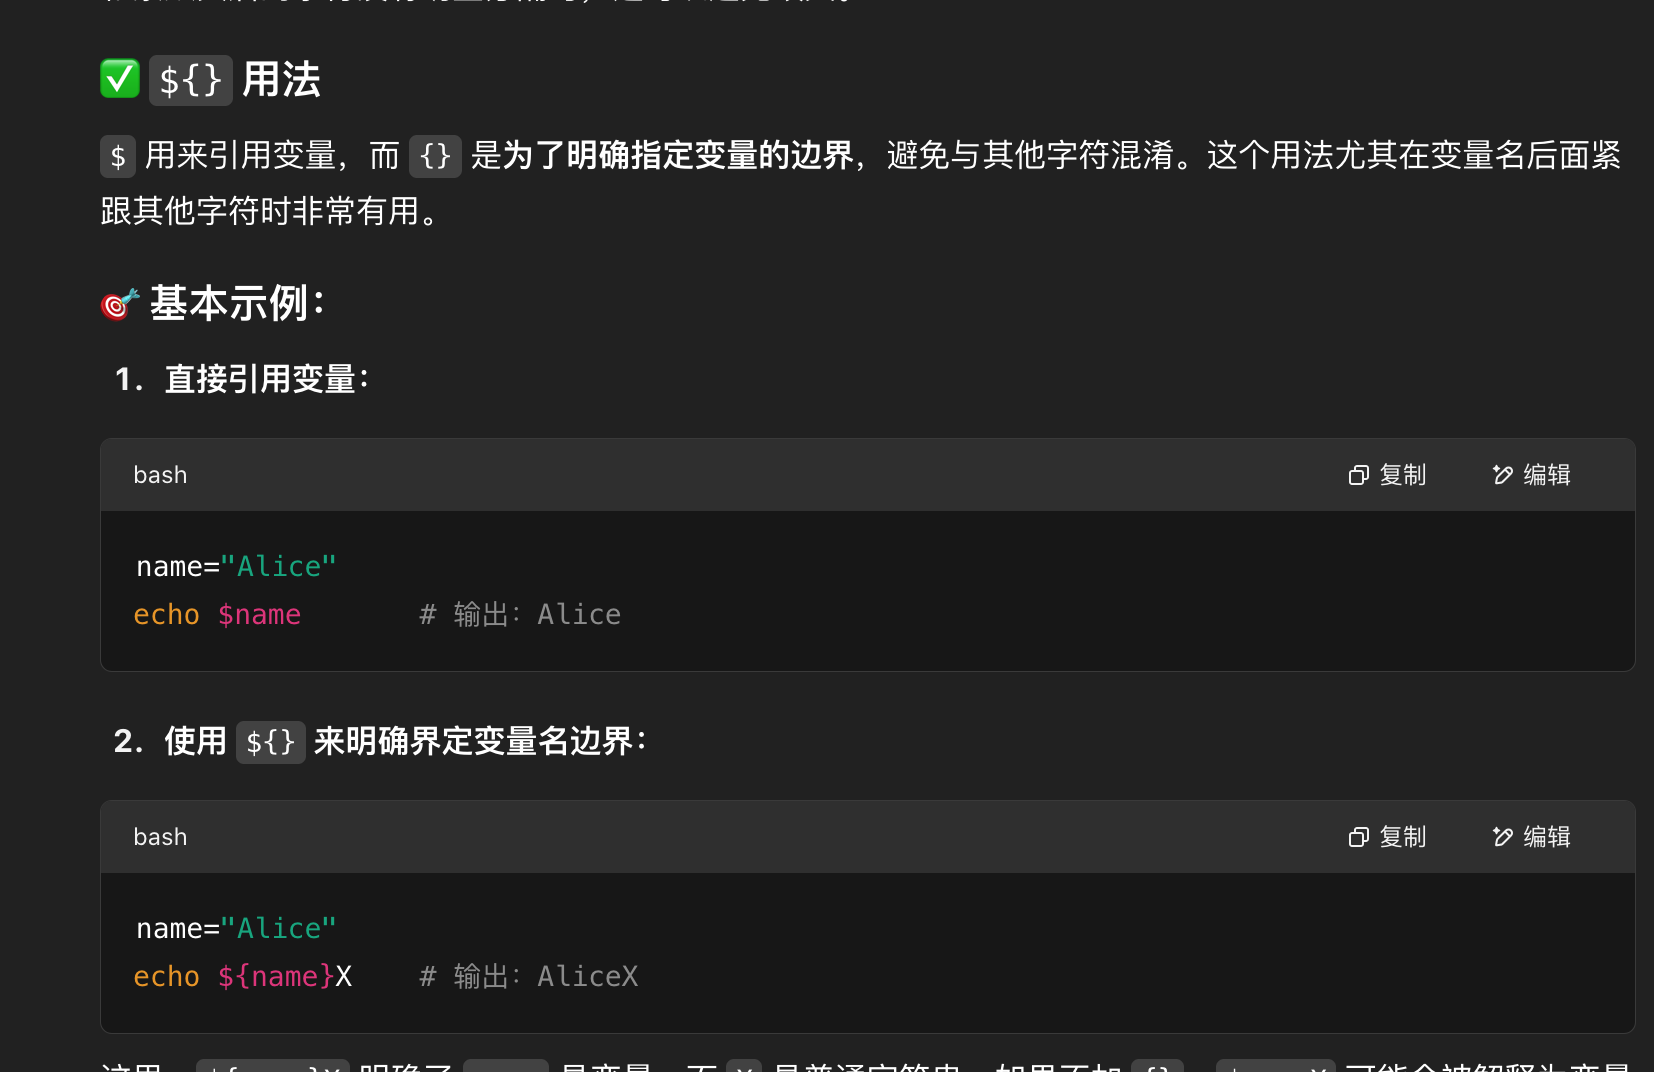 ✅ ${} 用法
$ 用来引用变量，而 {} 是为了明确指定变量的边界，避免与其他字符混淆。这个用法尤其在变量名后面紧
跟其他字符时非常有用。
🎯 基本示例：
1. 直接引用变量：
bash 复制 编辑
name="Alice"
echo $name # 输出：Alice
2. 使用 ${} 来明确界定变量名边界：
bash 复制 编辑
name="Alice"
echo ${name}X # 输出：AliceX